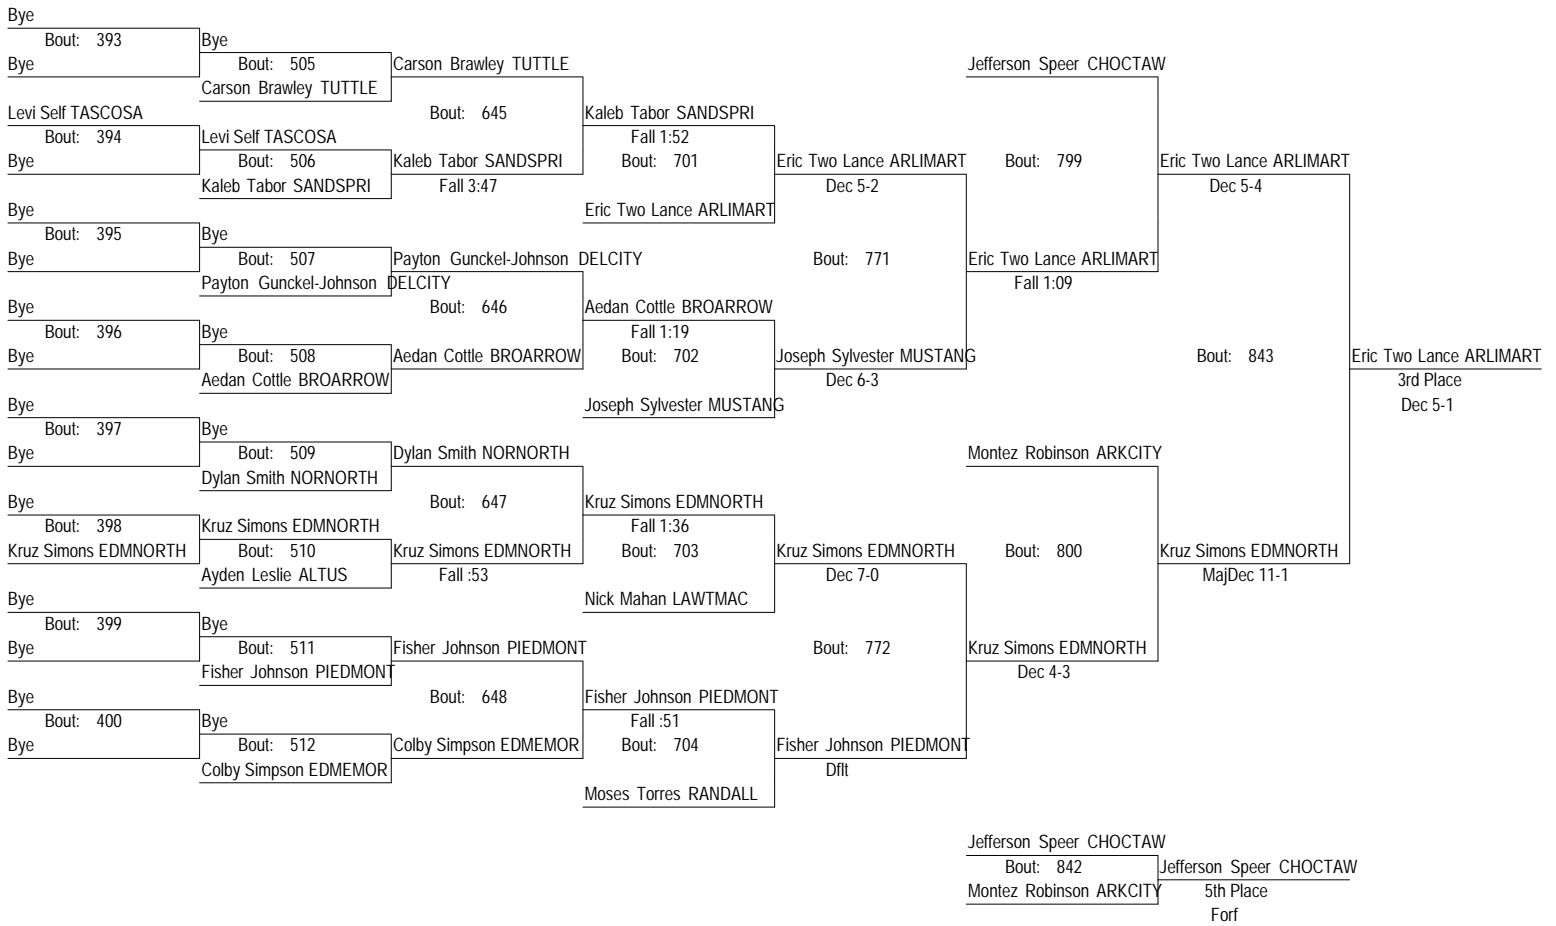 Bye
Bout: 393
Bye
Bye
Bout: 505
Carson Brawley TUTTLE
Carson Brawley TUTTLE
Jefferson Speer CHOCTAW
Levi Self TASCOSA
Bout: 645
Kaleb Tabor SANDSPRI
Bout: 394
Levi Self TASCOSA
Fall 1:52
Bye
Bout: 506
Kaleb Tabor SANDSPRI
Bout: 701
Eric Two Lance ARLIMART
Bout: 799
Eric Two Lance ARLIMART
Kaleb Tabor SANDSPRI
Fall 3:47
Dec 5-2
Dec 5-4
Bye
Eric Two Lance ARLIMART
Bout: 395
Bye
Bye
Bout: 507
Payton Gunckel-Johnson DELCITY
Bout: 771
Eric Two Lance ARLIMART
Payton Gunckel-Johnson DELCITY
Fall 1:09
Bye
Bout: 646
Aedan Cottle BROARROW
Bout: 396
Bye
Fall 1:19
Bye
Bout: 508
Aedan Cottle BROARROW
Bout: 702
Joseph Sylvester MUSTANG
Bout: 843
Eric Two Lance ARLIMART
Aedan Cottle BROARROW
Dec 6-3
3rd Place
Bye
Joseph Sylvester MUSTANG
Dec 5-1
Bout: 397
Bye
Bye
Bout: 509
Dylan Smith NORNORTH
Montez Robinson ARKCITY
Dylan Smith NORNORTH
Bye
Bout: 647
Kruz Simons EDMNORTH
Bout: 398
Kruz Simons EDMNORTH
Fall 1:36
Kruz Simons EDMNORTH
Bout: 510
Kruz Simons EDMNORTH
Bout: 703
Kruz Simons EDMNORTH
Bout: 800
Kruz Simons EDMNORTH
Ayden Leslie ALTUS
Fall :53
Dec 7-0
MajDec 11-1
Bye
Nick Mahan LAWTMAC
Bout: 399
Bye
Bye
Bout: 511
Fisher Johnson PIEDMONT
Bout: 772
Kruz Simons EDMNORTH
Fisher Johnson PIEDMONT
Dec 4-3
Bye
Bout: 648
Fisher Johnson PIEDMONT
Bout: 400
Bye
Fall :51
Bye
Bout: 512
Colby Simpson EDMEMOR
Bout: 704
Fisher Johnson PIEDMONT
Colby Simpson EDMEMOR
Dflt
Moses Torres RANDALL
Jefferson Speer CHOCTAW
Bout: 842
Jefferson Speer CHOCTAW
Montez Robinson ARKCITY
5th Place
Forf